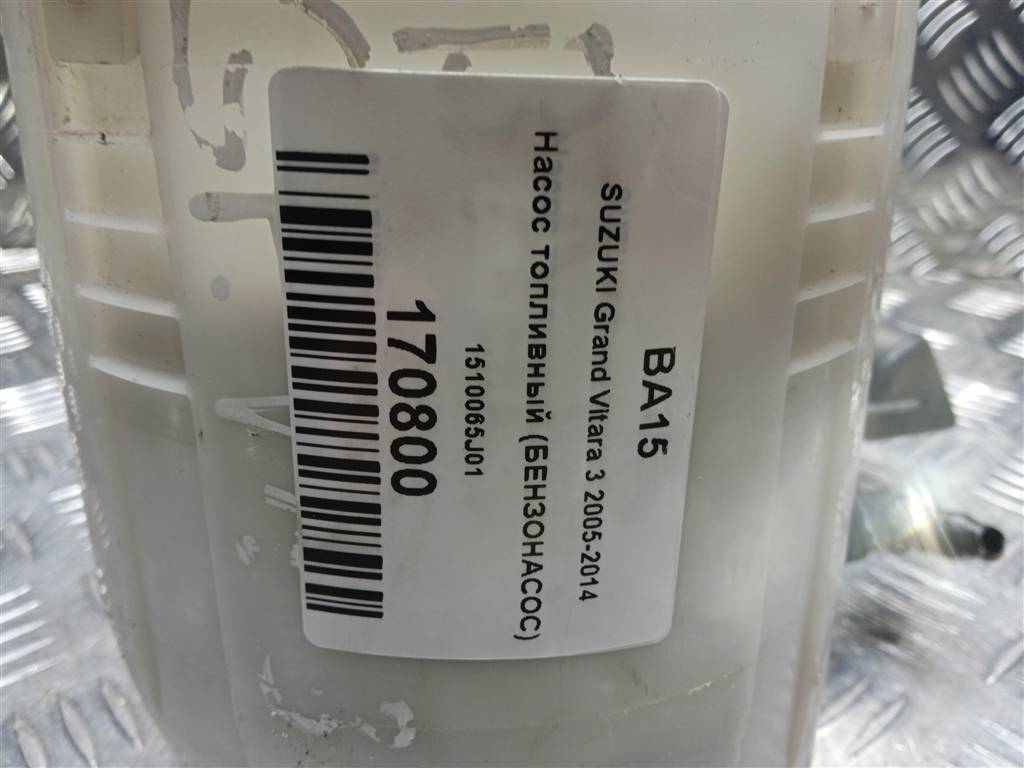 BA15
SUZUKI Grand Vitara 3 2005-2014
Насос топливный (БЕНЗОНАСОС)
1510065J01
170800